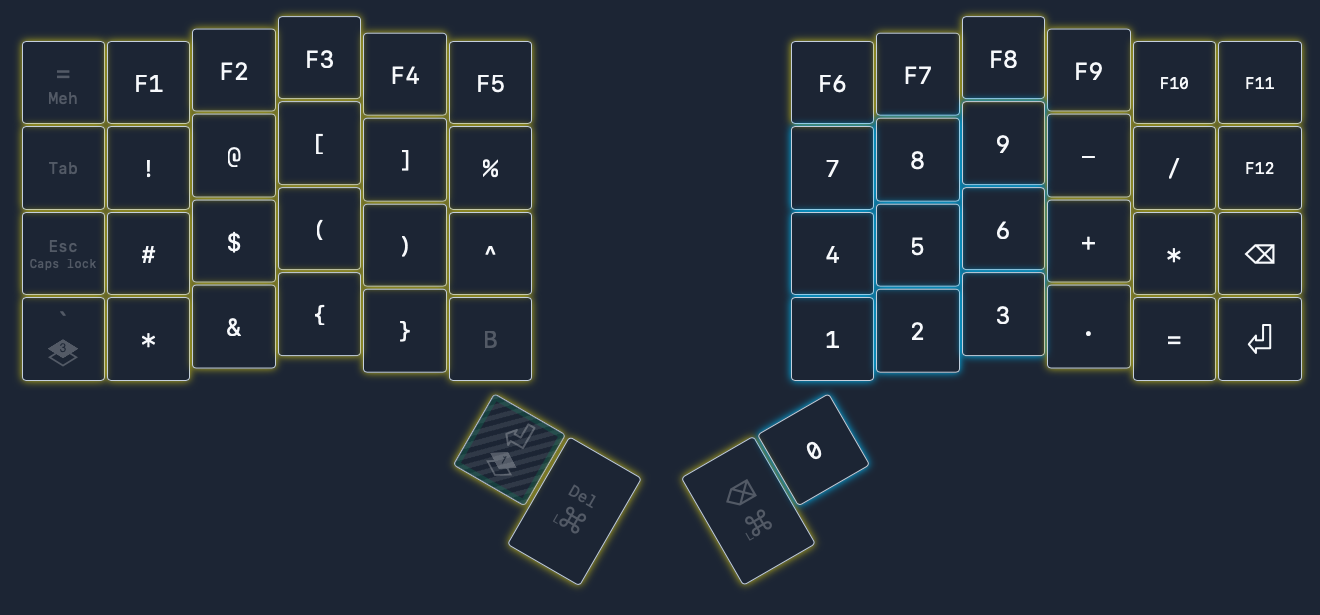 = F1 F2 F3 F4 F5 F6 F7 F8 F9 F10 F11
Meh
Tab ! @ [ ] % 7 8 9 − / F12
Esc # $ ( ) ^ 4 5 6 + * ⌫
Caps lock
` * & { } B 1 2 3 . = ⏎
3
1 0
Del
L ⌘ L ⌘